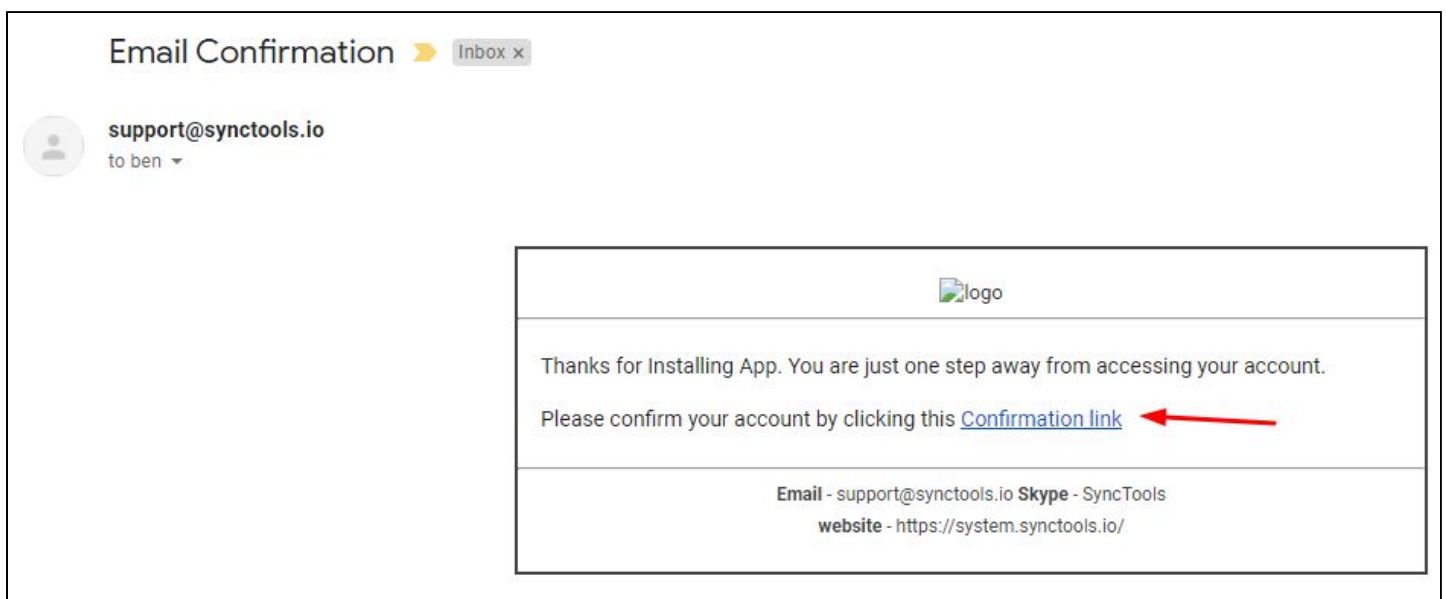 Email Confirmation Inbox x
support@synctools.io
to ben
logo
Thanks for Installing App. You are just one step away from accessing your account.
Please confirm your account by clicking this Confirmation link
Email - support@synctools.io Skype - SyncTools
website - https://system.synctools.io/